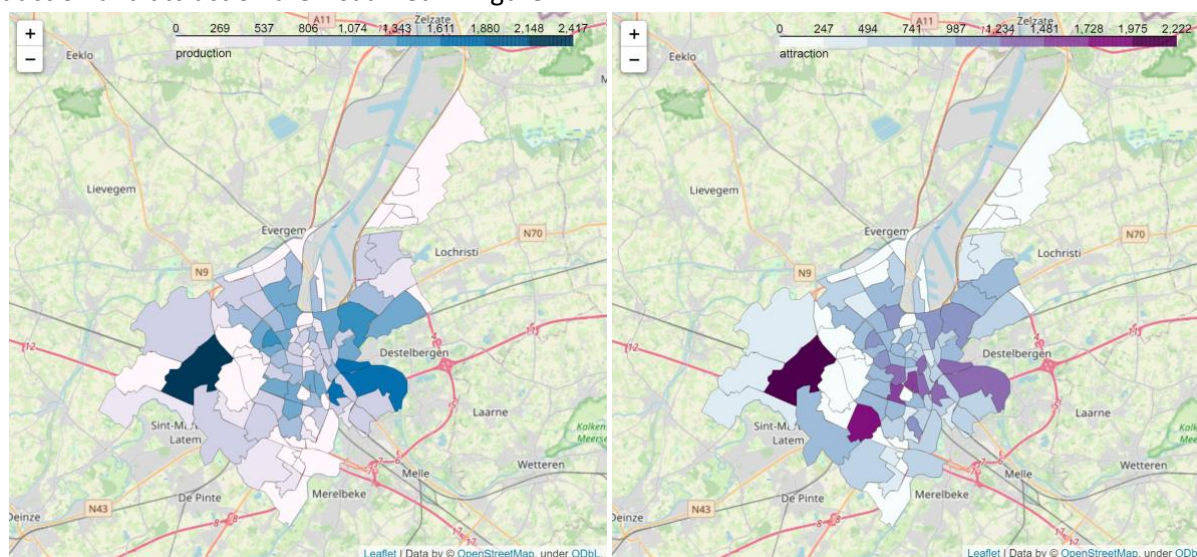 A11 Zelzate
+ 0 269 537 806 1,074 1,343 1,611 1,880 2,148 2,417
production
− Eeklo
Lievegem
Evergem
N70
Lochristi
N9
Destelbergen
Laarne
Latem
Wetteren
Melle
De Pinte Merelbeke
N43
Leaflet | Data by © OpenStreetMap, under ODbL.
A11 Zelzate
+ 0 247 494 741 987 1,234 1,481 1,728 1,975 2,222
attraction
− Eeklo
Lievegem
Evergem
N70
Lochristi
N9
Destelbergen
Laarne
Latem
Wetteren
Melle
De Pinte Merelbeke
N43
Deinze
Leaflet | Data by © OpenStreetMap, under ODbL.